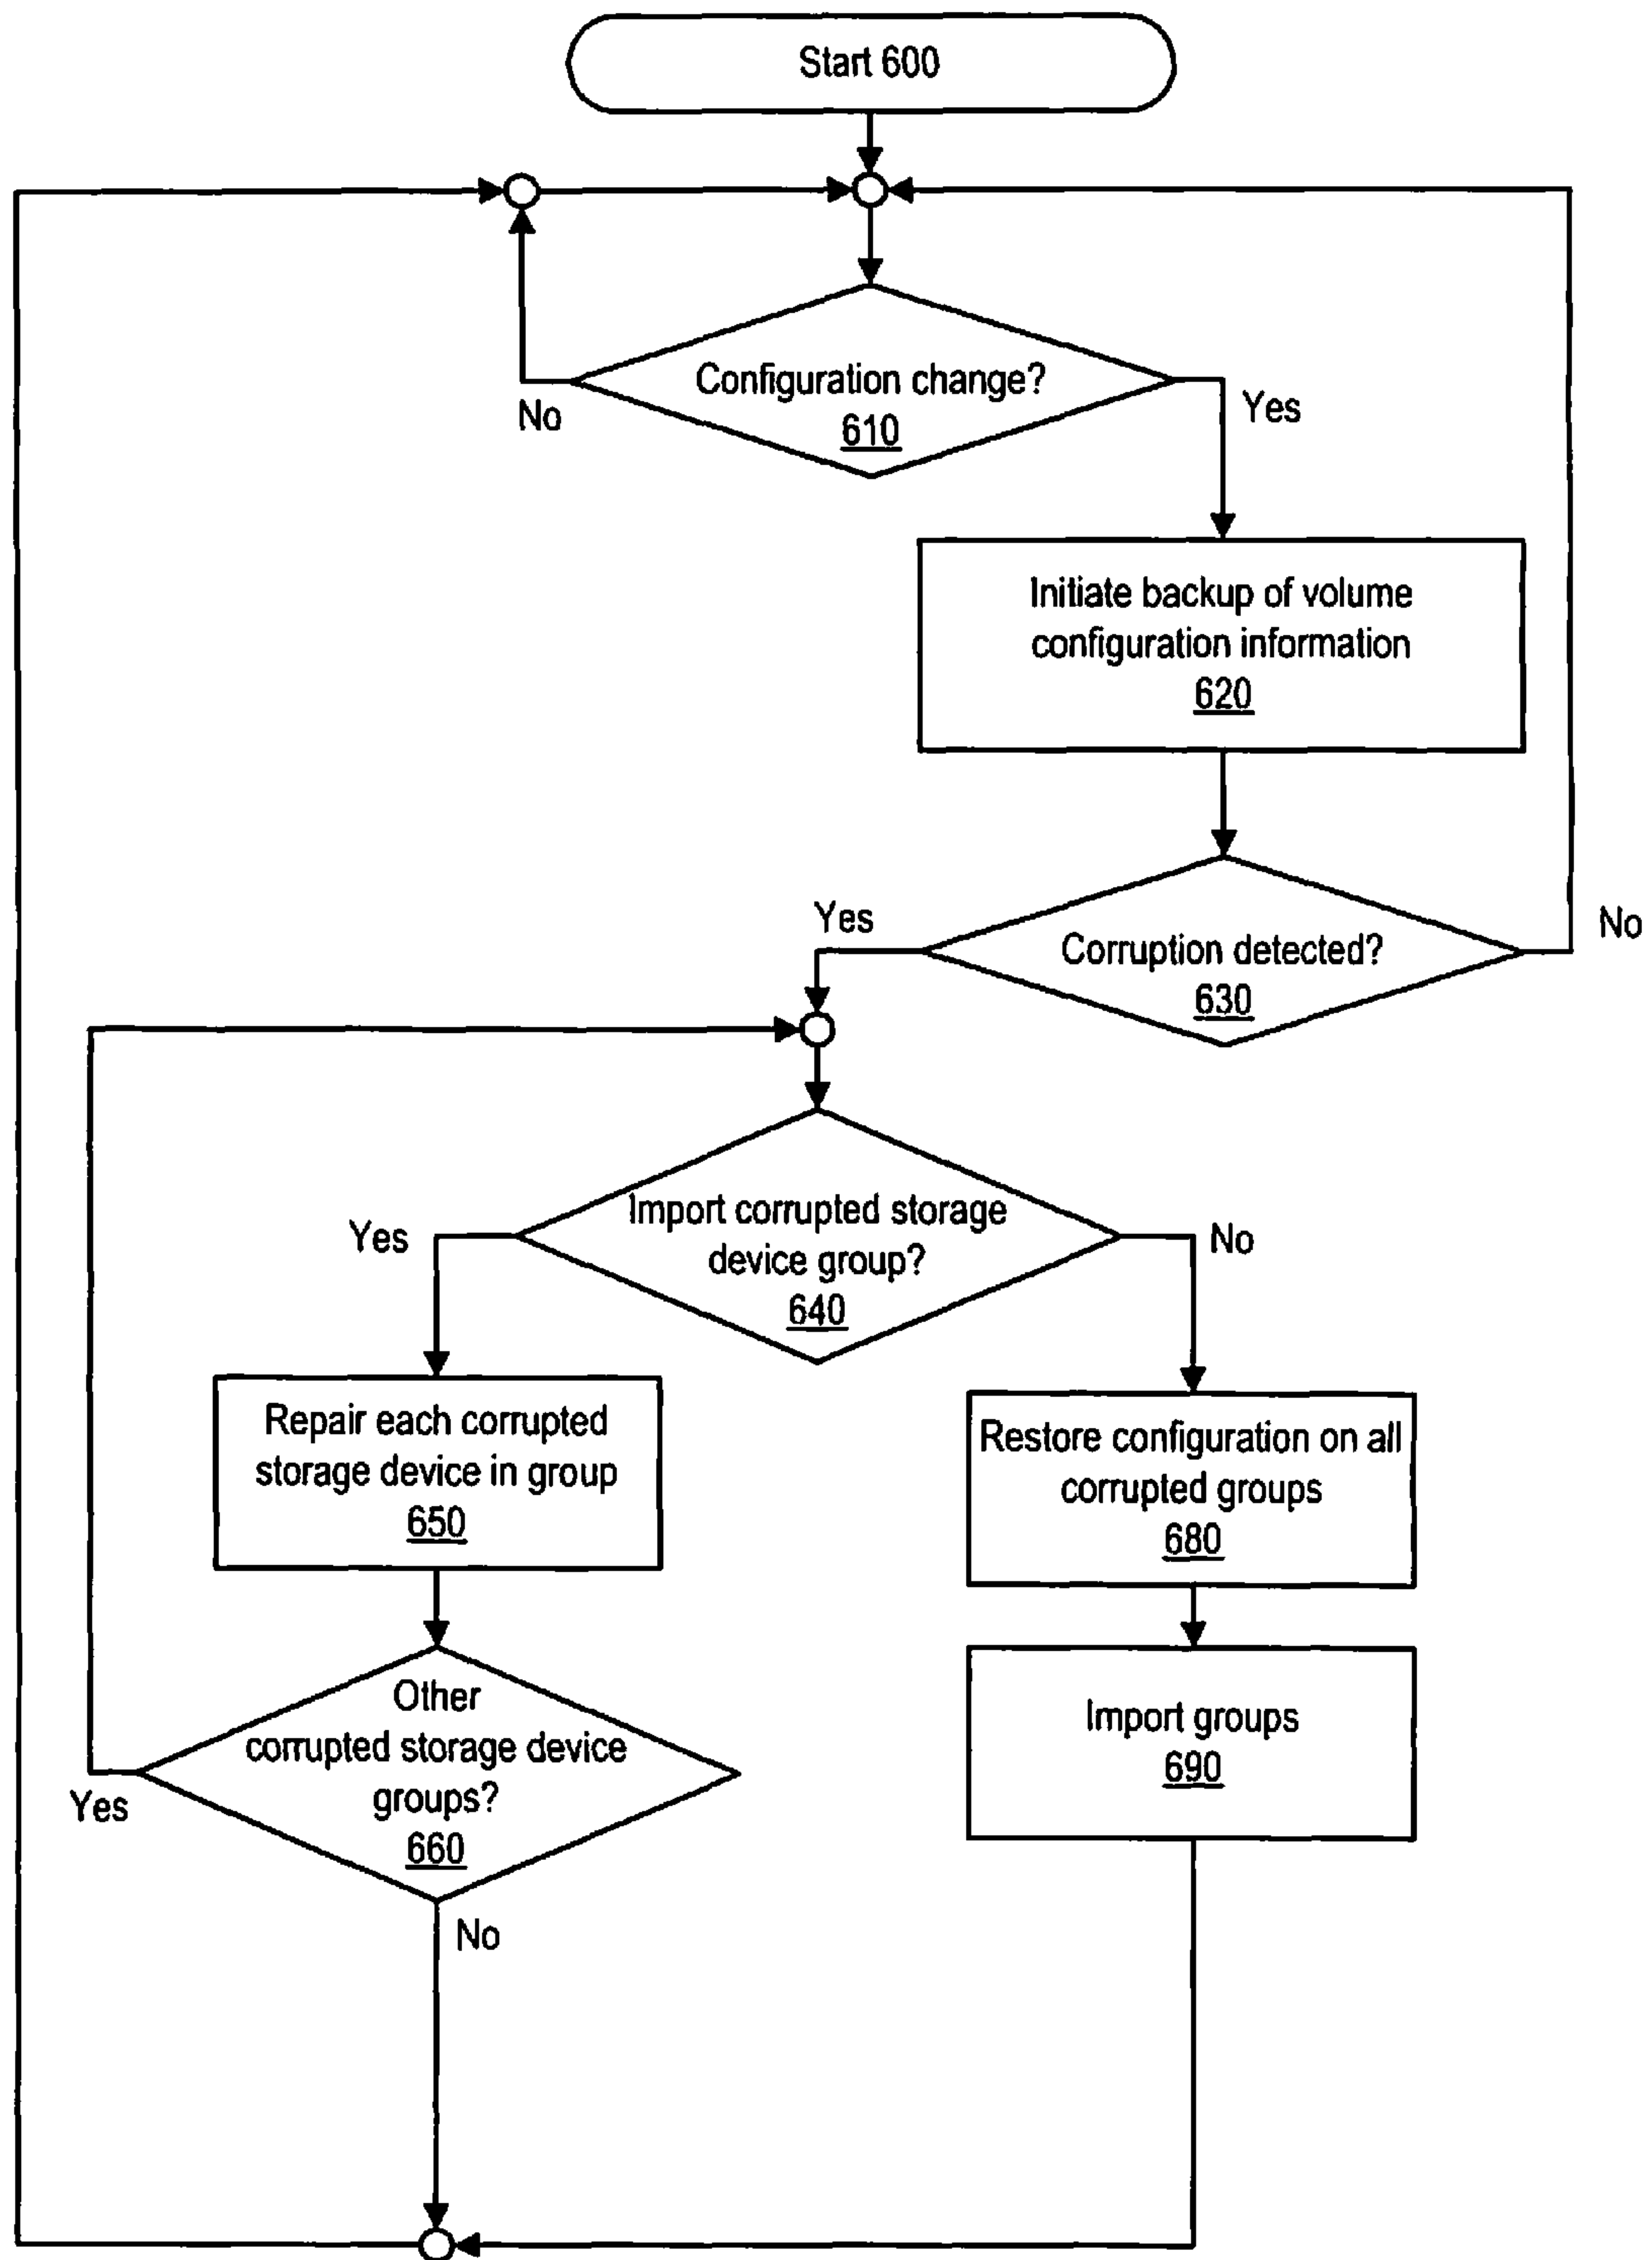 Start 600
Configuration change?
610
No
Yes
Initiate backup of volume
configuration information
620
Yes
Corruption detected?
630
No
Import corrupted storage
device group?
640
Yes
No
Repair each corrupted
storage device in group
650
Restore configuration on all
corrupted groups
680
Other
corrupted storage device
groups?
660
Yes
No
Import groups
690